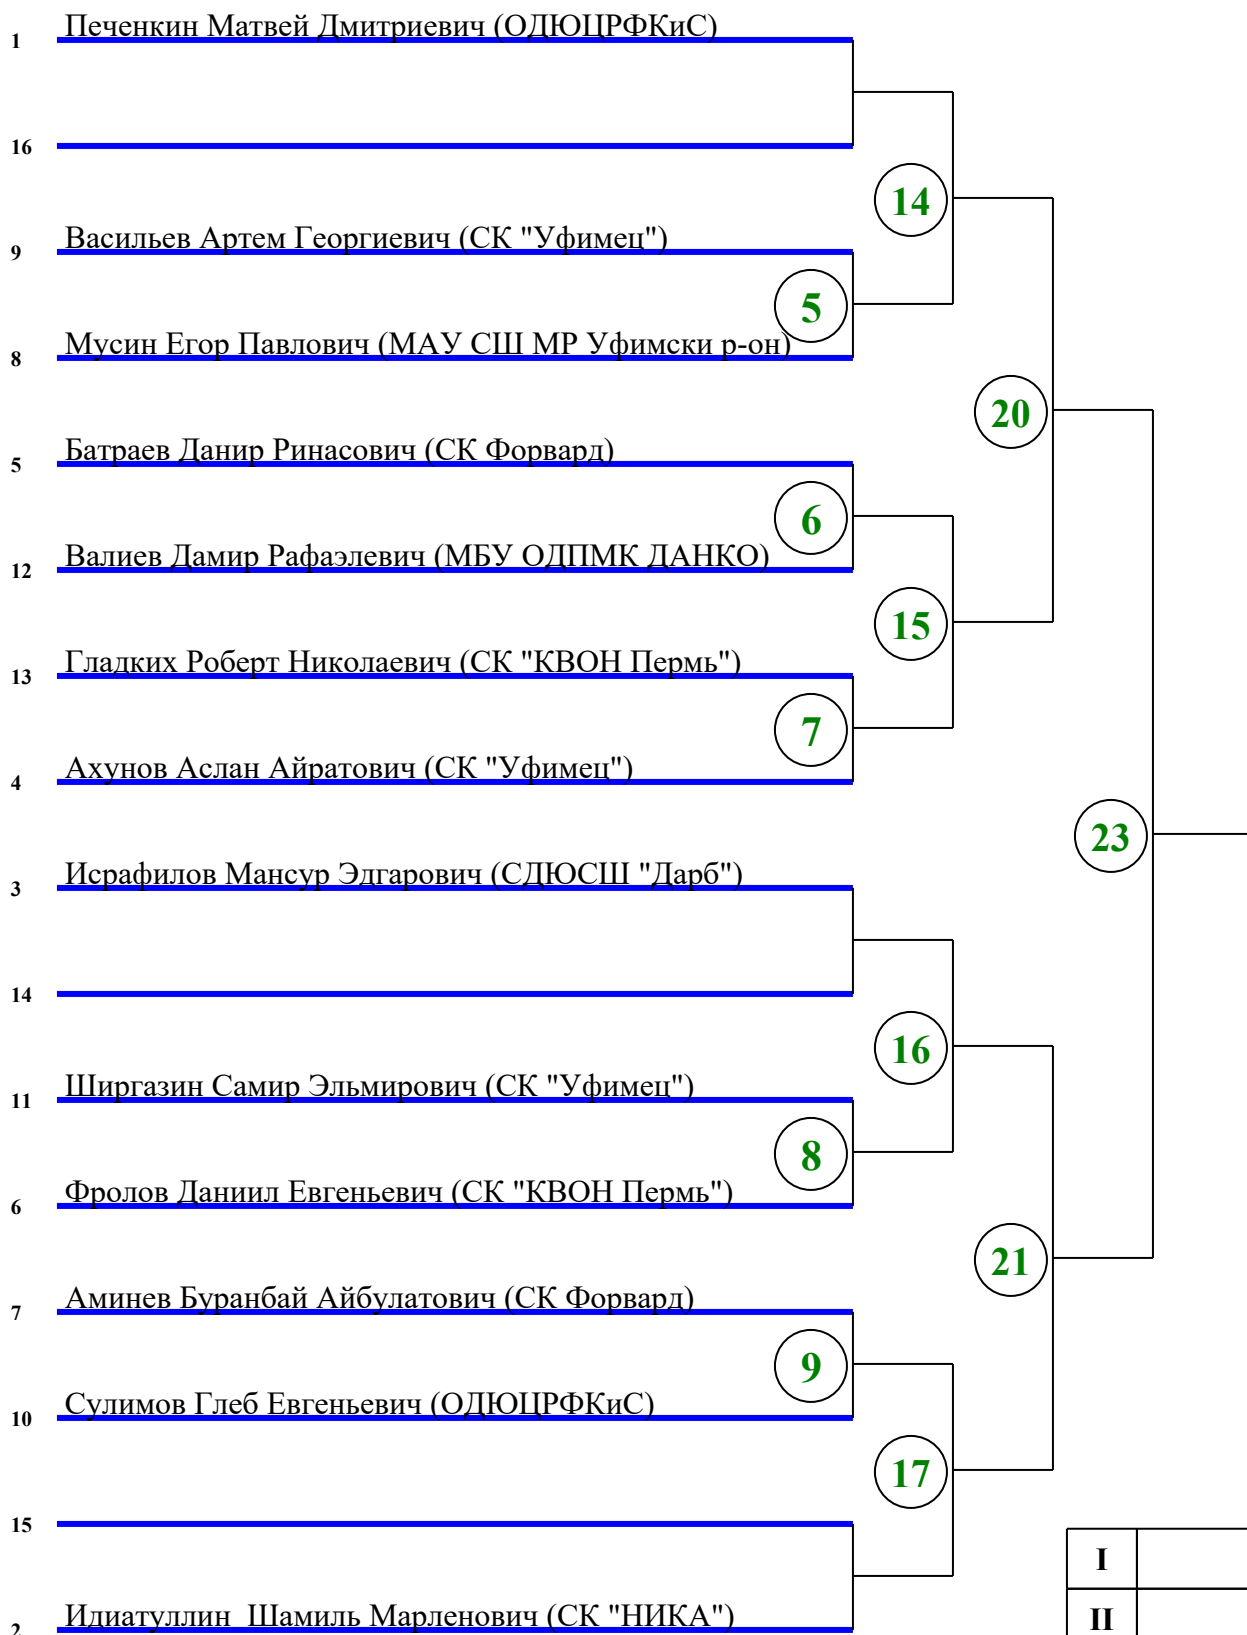 1 Печенкин Матвей Дмитриевич (ОДЮЦРФКиС)
16
14
9 Васильев Артем Георгиевич (СК "Уфимец")
5
8 Мусин Егор Павлович (МАУ СШ МР Уфимски р-он)
20
5 Батраев Данир Ринасович (СК Форвард)
6
12 Валиев Дамир Рафаэлевич (МБУ ОДПМК ДАНКО)
15
13 Гладких Роберт Николаевич (СК "КВОН Пермь")
7
4 Ахунов Аслан Айратович (СК "Уфимец")
23
3 Исрафилов Мансур Эдгарович (СДЮСШ "Дарб")
14
16
11 Ширгазин Самир Эльмирович (СК "Уфимец")
8
6 Фролов Даниил Евгеньевич (СК "КВОН Пермь")
21
7 Аминев Буранбай Айбулатович (СК Форвард)
9
10 Сулимов Глеб Евгеньевич (ОДЮЦРФКиС)
17
15
I
2 Идиатуллин Шамиль Марленович (СК "НИКА")
II